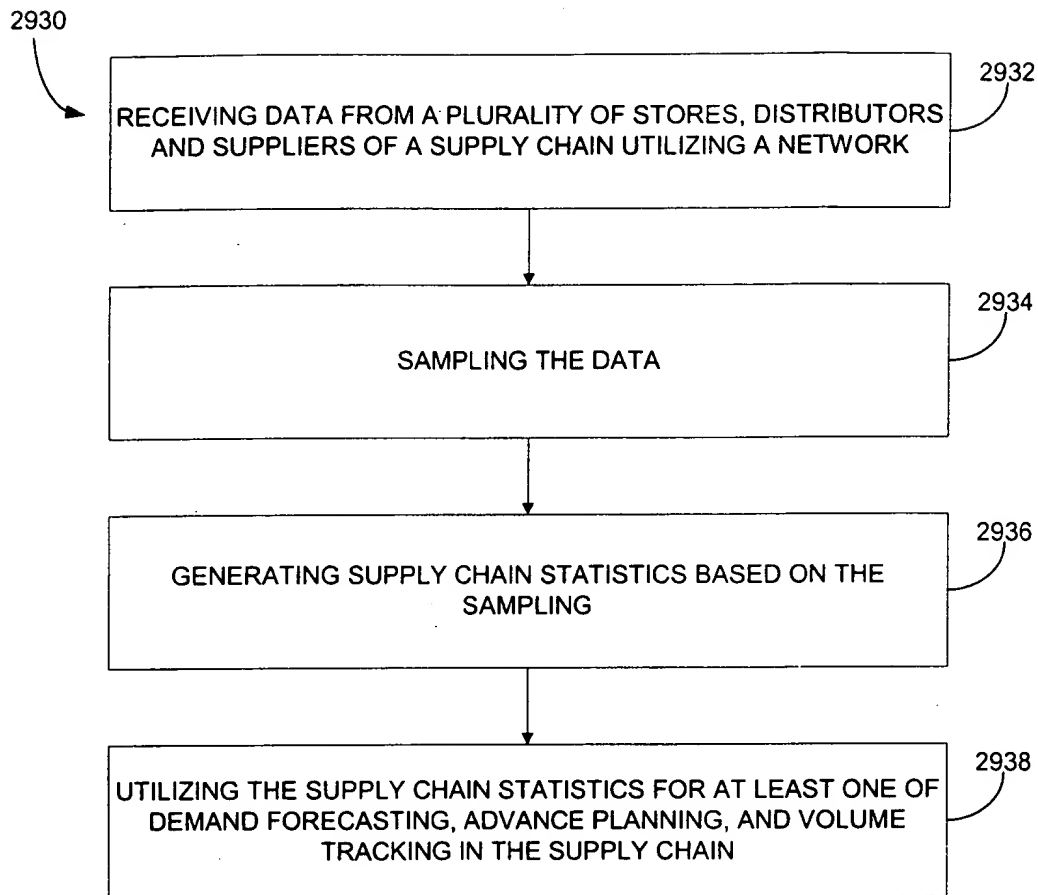 2930
2932
RECEIVING DATA FROM A PLURALITY OF STORES, DISTRIBUTORS
AND SUPPLIERS OF A SUPPLY CHAIN UTILIZING A NETWORK
2934
SAMPLING THE DATA
2936
GENERATING SUPPLY CHAIN STATISTICS BASED ON THE
SAMPLING
2938
UTILIZING THE SUPPLY CHAIN STATISTICS FOR AT LEAST ONE OF
DEMAND FORECASTING, ADVANCE PLANNING, AND VOLUME
TRACKING IN THE SUPPLY CHAIN